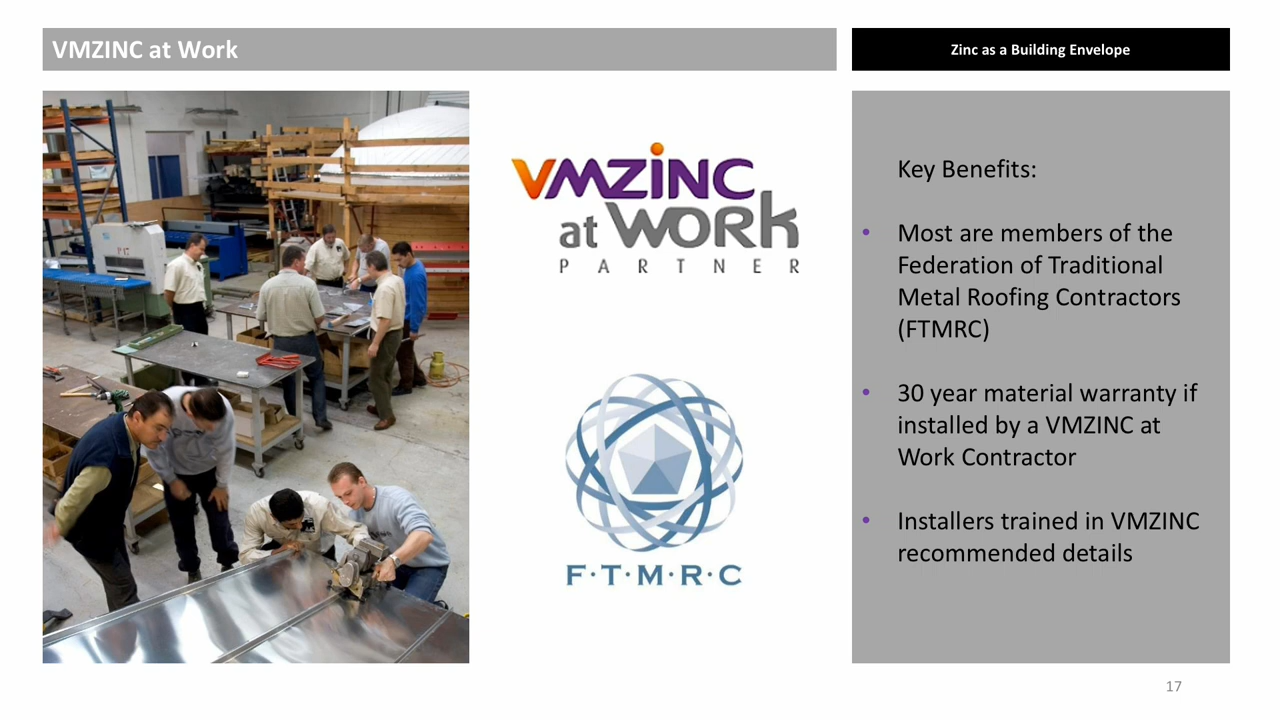 VMZINC at Work
Zinc as a Building Envelope
VMZINC
at WORK
PARTNER
F·T·M·R·C
Key Benefits:
• Most are members of the
Federation of Traditional
Metal Roofing Contractors
(FTMRC)
• 30 year material warranty if
installed by a VMZINC at
Work Contractor
• Installers trained in VMZINC
recommended details
17